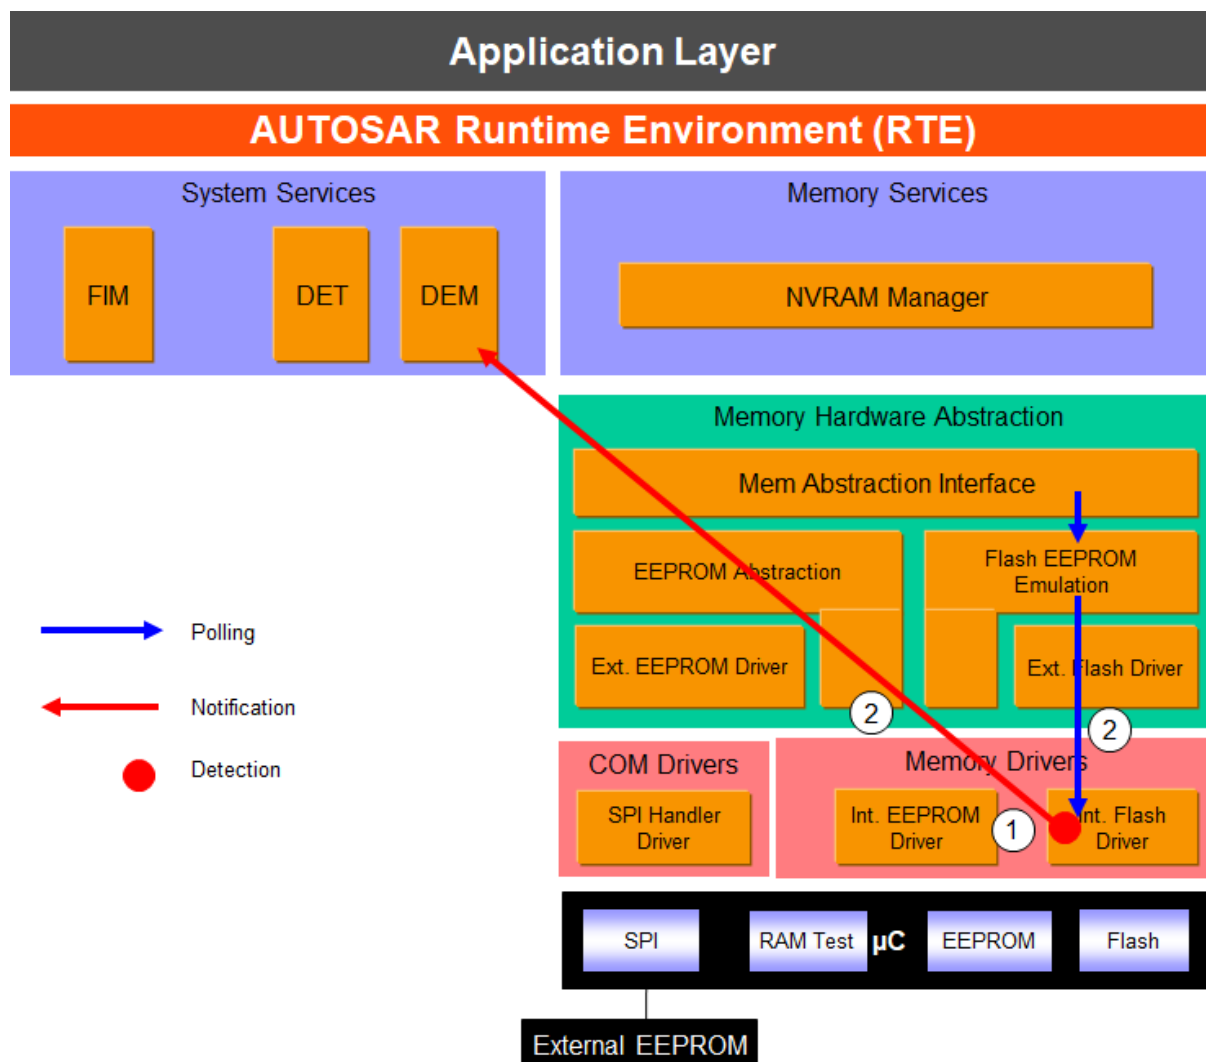 Application Layer
AUTOSAR Runtime Environment (RTE)
System Services
Memory Services
FIM
DET
DEM
NVRAM Manager
Memory Hardware Abstraction
Mem Abstraction Interface
EEPROM Abstraction
Flash EEPROM
Emulation
Polling
Ext. EEPROM Driver
Ext. Flash Driver
Notification
2
2
Detection
COM Drivers
Memory Drivers
SPI Handler
Driver
Int. EEPROM
Driver
1
Int. Flash
Driver
SPI
RAM Test
µC
EEPROM
Flash
External EEPROM